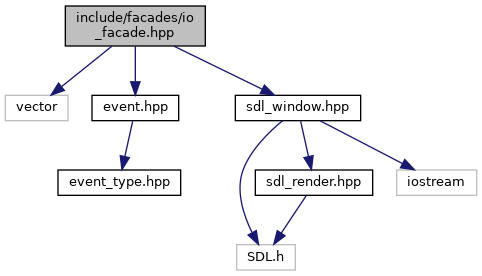 include/facades/io
_facade.hpp
vector
event.hpp
sdl_window.hpp
event_type.hpp
sdl_render.hpp
iostream
SDL.h